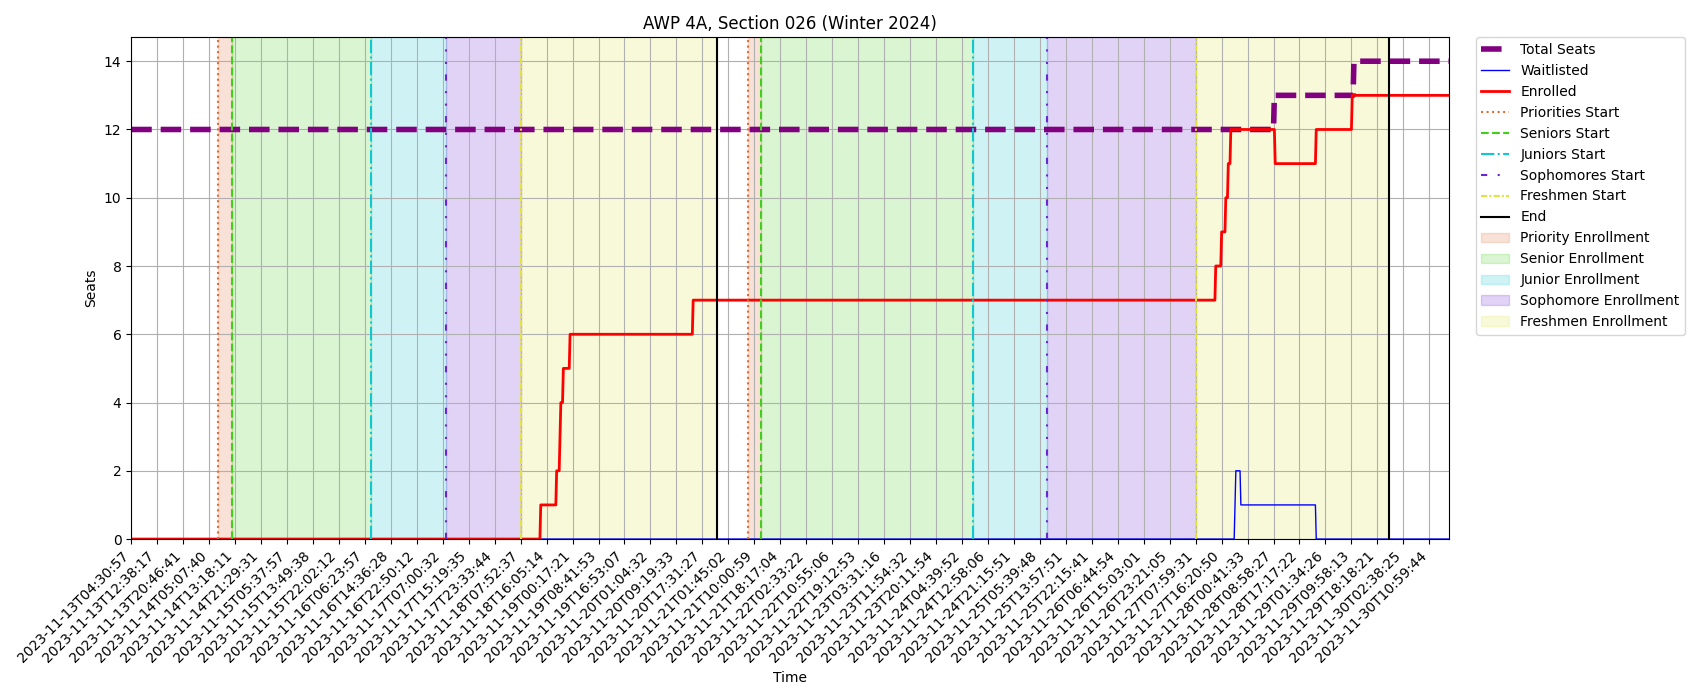 AWP 4A, Section 026 (Winter 2024)
Seats
14
12
10
8
6
4
2
0
2023-11-13T04:30:57
2023-11-13T12:38:17
2023-11-13T20:46:41
2023-11-14T05:07:40
2023-11-14T13:18:11
2023-11-14T21:29:31
2023-11-15T05:37:57
2023-11-15T13:49:38
2023-11-15T22:02:12
2023-11-16T06:23:57
2023-11-16T14:36:28
2023-11-16T22:50:12
2023-11-17T07:00:32
2023-11-17T15:19:35
2023-11-17T23:33:44
2023-11-18T07:52:37
2023-11-18T16:05:14
2023-11-19T00:17:21
2023-11-19T08:41:53
2023-11-19T16:53:07
2023-11-20T01:04:32
2023-11-20T09:19:33
2023-11-20T17:31:27
2023-11-21T01:45:02
2023-11-21T10:00:59
2023-11-21T18:17:04
2023-11-22T02:33:22
2023-11-22T10:55:06
2023-11-22T19:12:53
2023-11-23T03:31:16
2023-11-23T11:54:32
2023-11-23T20:11:54
2023-11-24T04:39:52
2023-11-24T12:58:06
2023-11-24T21:15:51
2023-11-25T05:39:48
2023-11-25T13:57:51
2023-11-25T22:15:41
2023-11-26T06:44:54
2023-11-26T15:03:01
2023-11-26T23:21:05
2023-11-27T07:59:31
2023-11-27T16:20:50
2023-11-28T00:41:33
2023-11-28T08:58:27
2023-11-28T17:17:22
2023-11-29T01:34:26
2023-11-29T09:58:13
2023-11-29T18:18:21
2023-11-30T02:38:25
2023-11-30T10:59:44
Time
Total Seats
Waitlisted
Enrolled
Priorities Start
Seniors Start
Juniors Start
Sophomores Start
Freshmen Start
End
Priority Enrollment
Senior Enrollment
Junior Enrollment
Sophomore Enrollment
Freshmen Enrollment